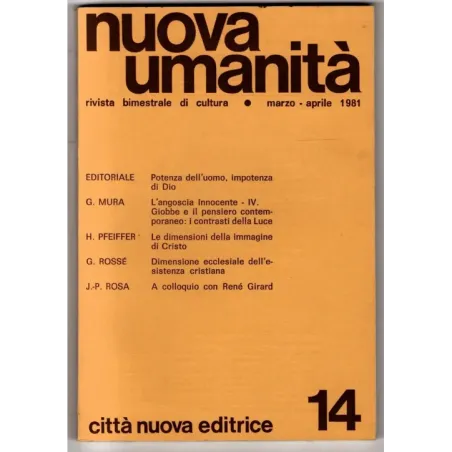 nuova
umanità
rivista bimestrale di cultura • marzo - aprile 1981
EDITORIALE Potenza dell'uomo, impotenza
di Dio
G. MURA L'angoscia Innocente - IV.
Giobbe e il pensiero contem-
poraneo: i contrasti della Luce
H. PFEIFFER Le dimensioni della immagine
di Cristo
G. ROSSÉ Dimensione ecclesiale dell'e-
sistenza cristiana
J.-P. ROSA A colloquio con René Girard
città nuova editrice 14